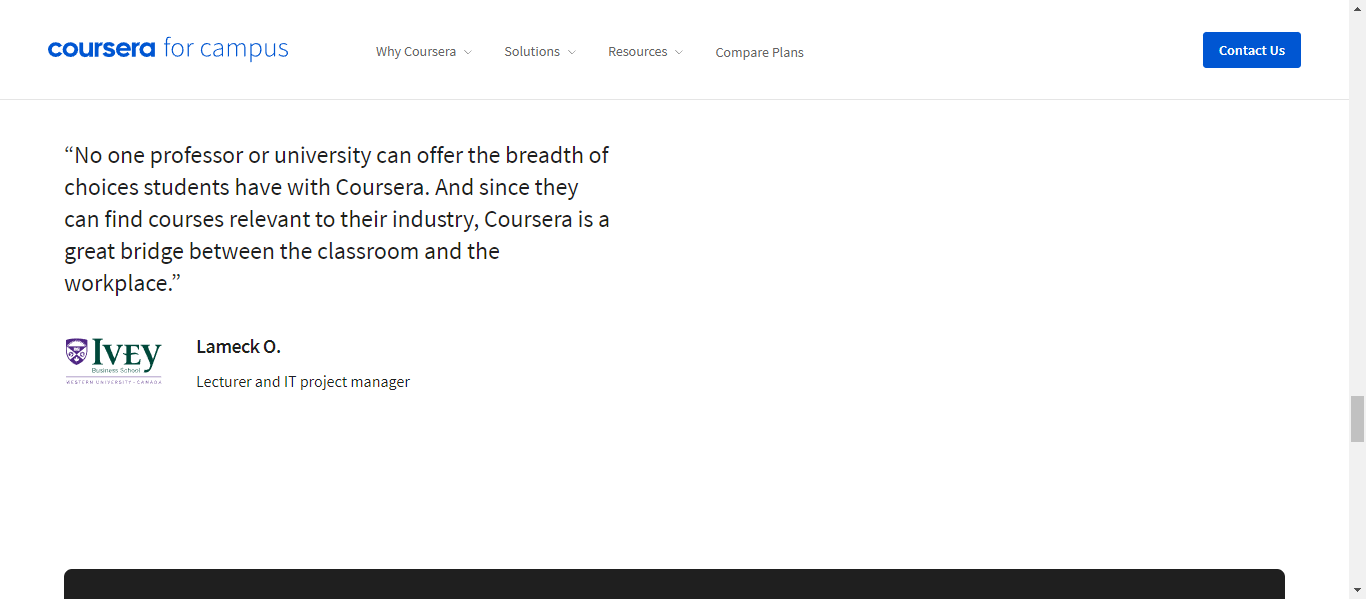 coursera for campus
Why Coursera
Solutions
Resources
Compare Plans
Contact Us
“No one professor or university can offer the breadth of
choices students have with Coursera. And since they
can find courses relevant to their industry, Coursera is a
great bridge between the classroom and the
workplace.”
IVEY
Business School
WESTERN UNIVERSITY · CANADA
Lameck O.
Lecturer and IT project manager